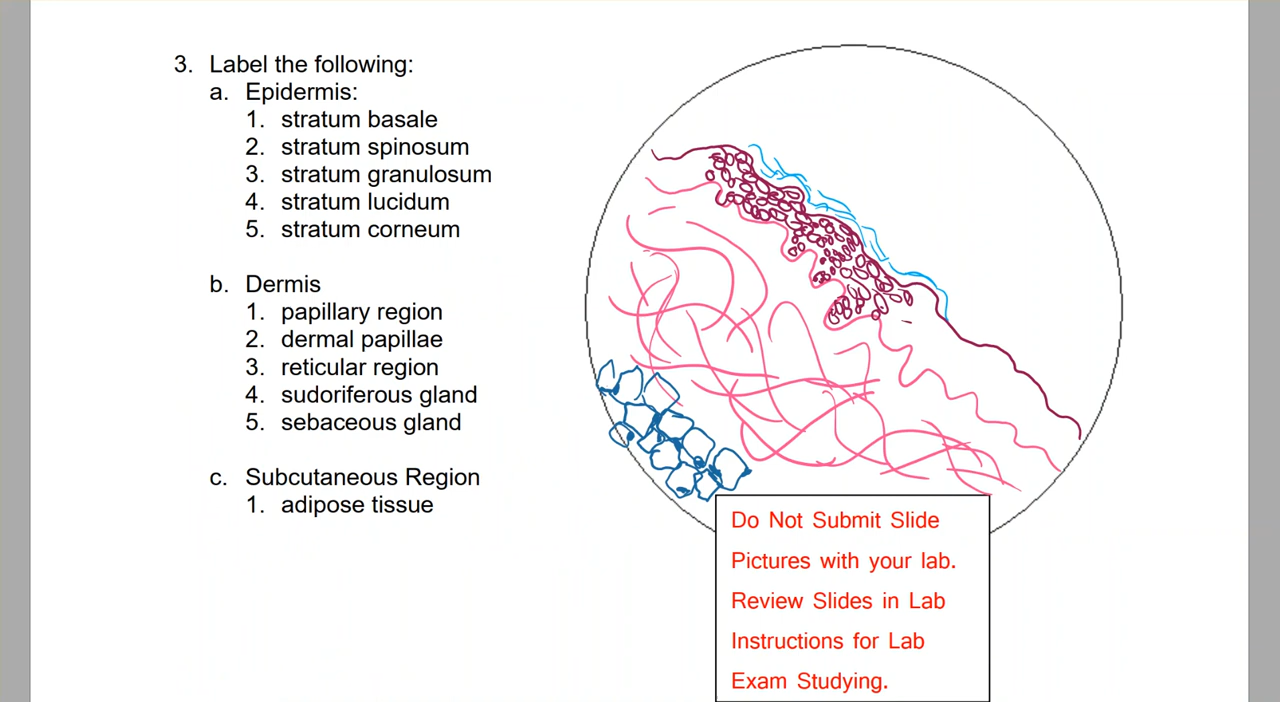 3. Label the following:
a. Epidermis:
1. stratum basale
2. stratum spinosum
3. stratum granulosum
4. stratum lucidum
5. stratum corneum
b. Dermis
1. papillary region
2. dermal papillae
3. reticular region
4. sudoriferous gland
5. sebaceous gland
c. Subcutaneous Region
1. adipose tissue
Do Not Submit Slide
Pictures with your lab.
Review Slides in Lab
Instructions for Lab
Exam Studying.